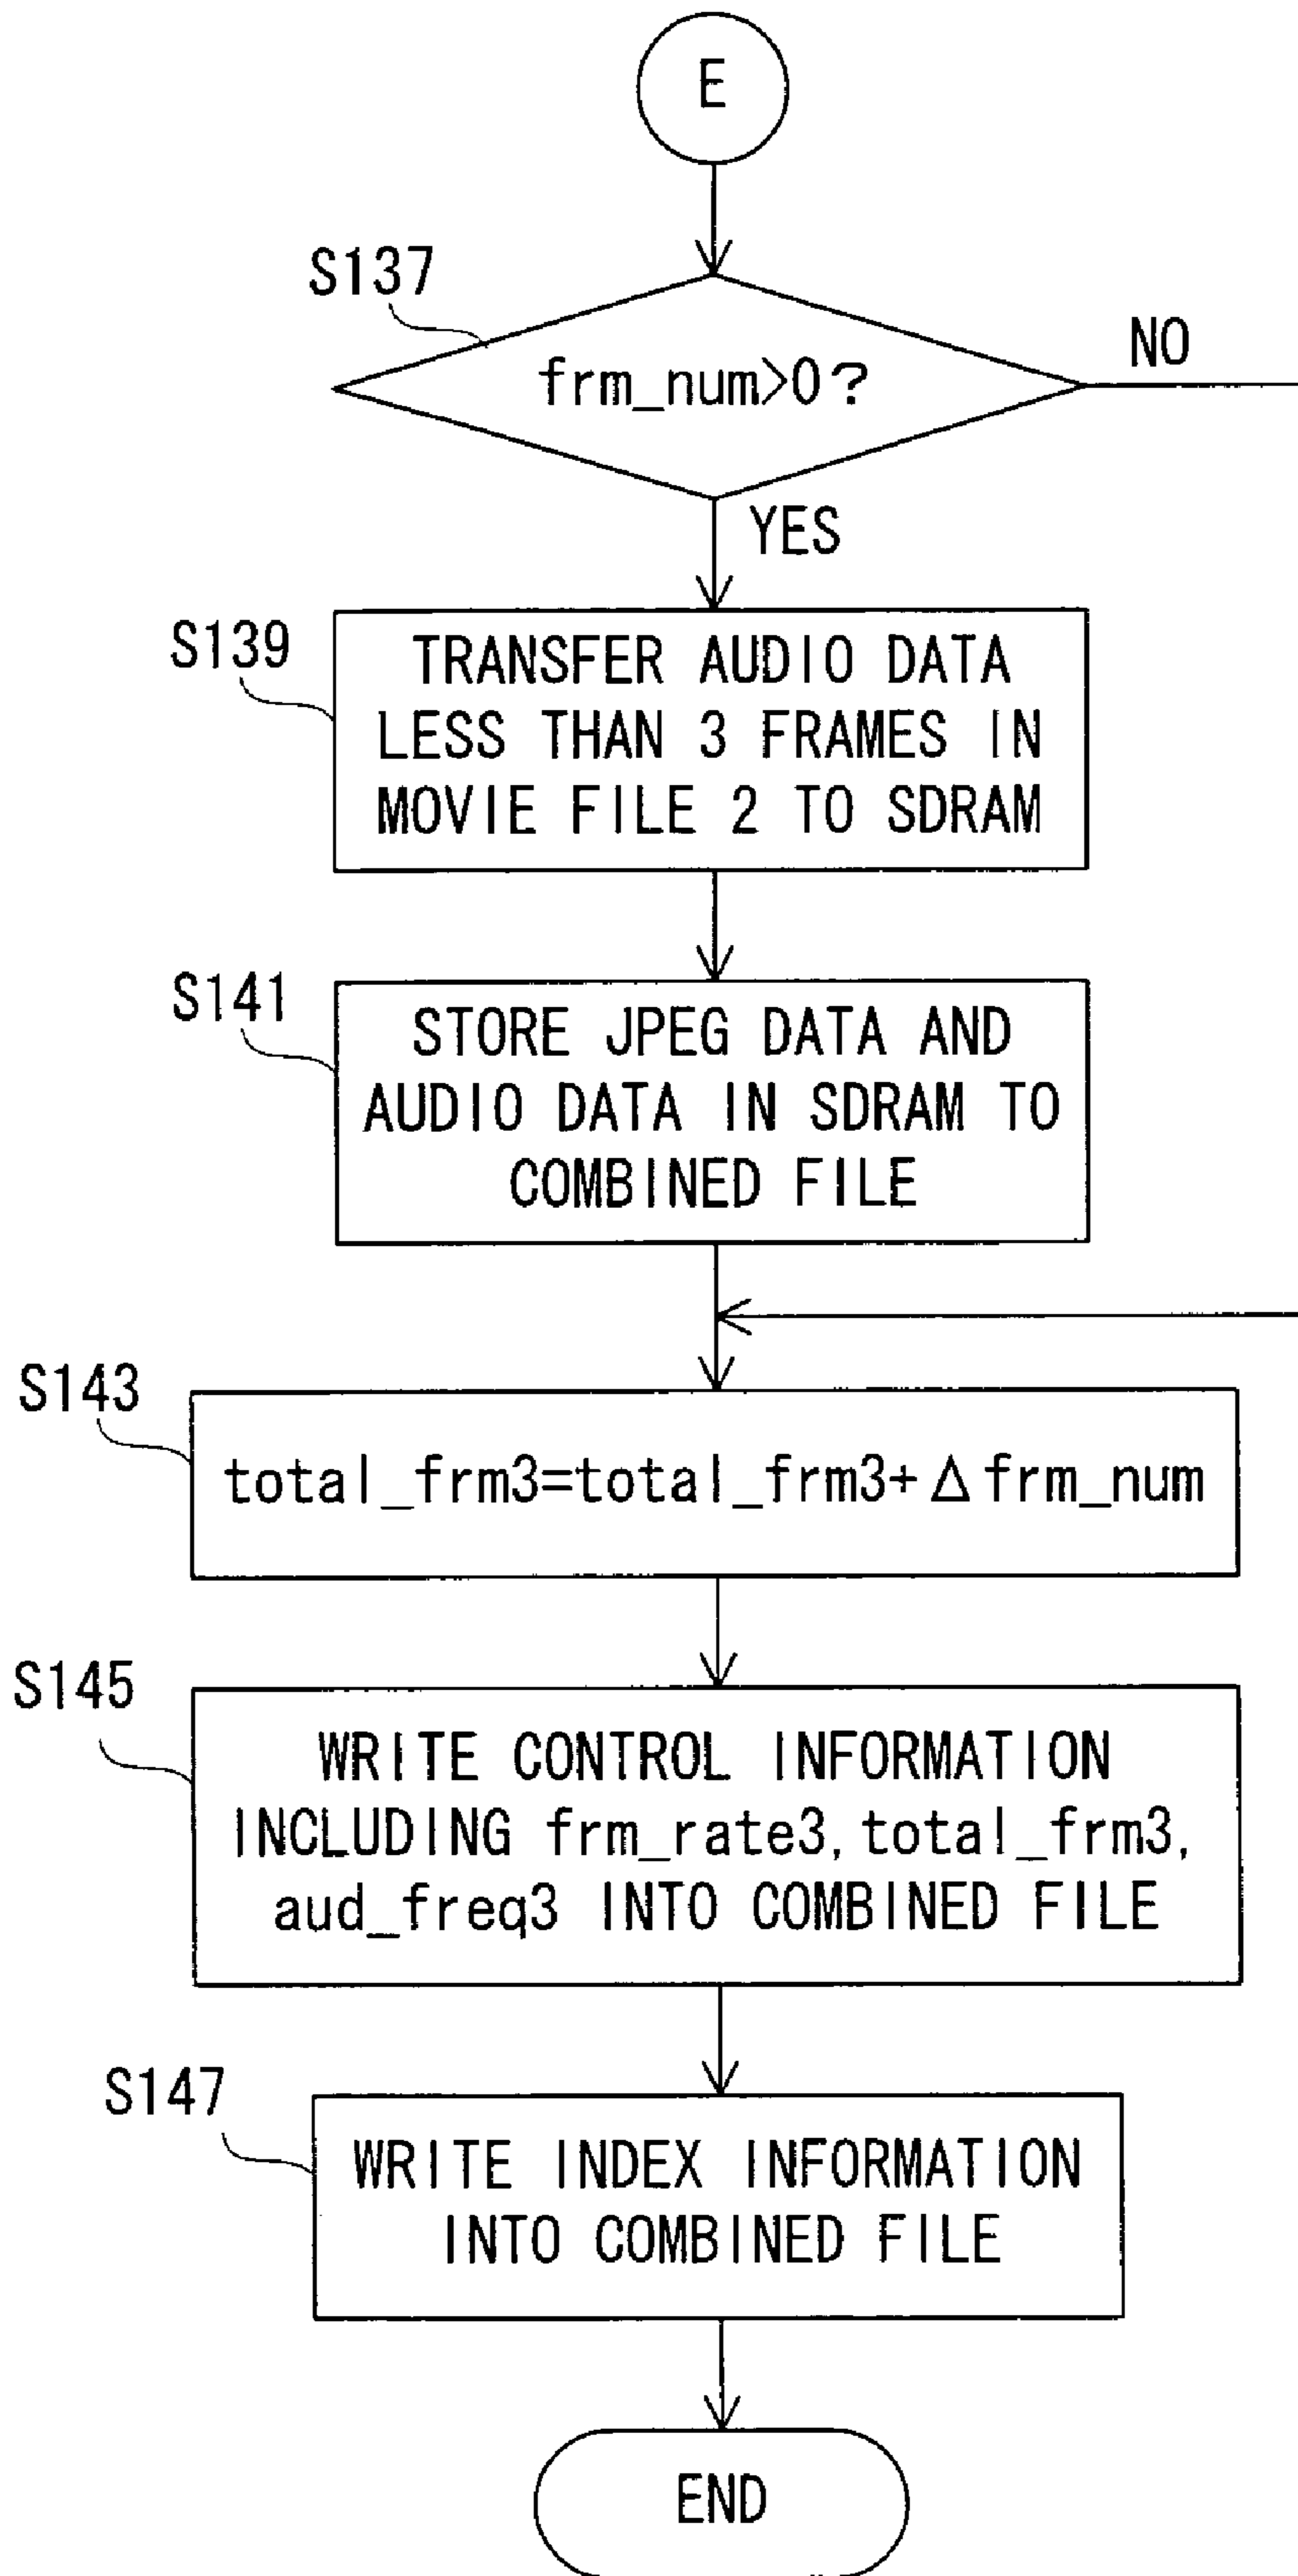 E
S137
frm_num>0?
NO
YES
S139
TRANSFER AUDIO DATA
LESS THAN 3 FRAMES IN
MOVIE FILE 2 TO SDRAM
S141
STORE JPEG DATA AND
AUDIO DATA IN SDRAM TO
COMBINED FILE
S143
total_frm3=total_frm3+Δfrm_num
S145
WRITE CONTROL INFORMATION
INCLUDING frm_rate3, total_frm3,
aud_freq3 INTO COMBINED FILE
S147
WRITE INDEX INFORMATION
INTO COMBINED FILE
END